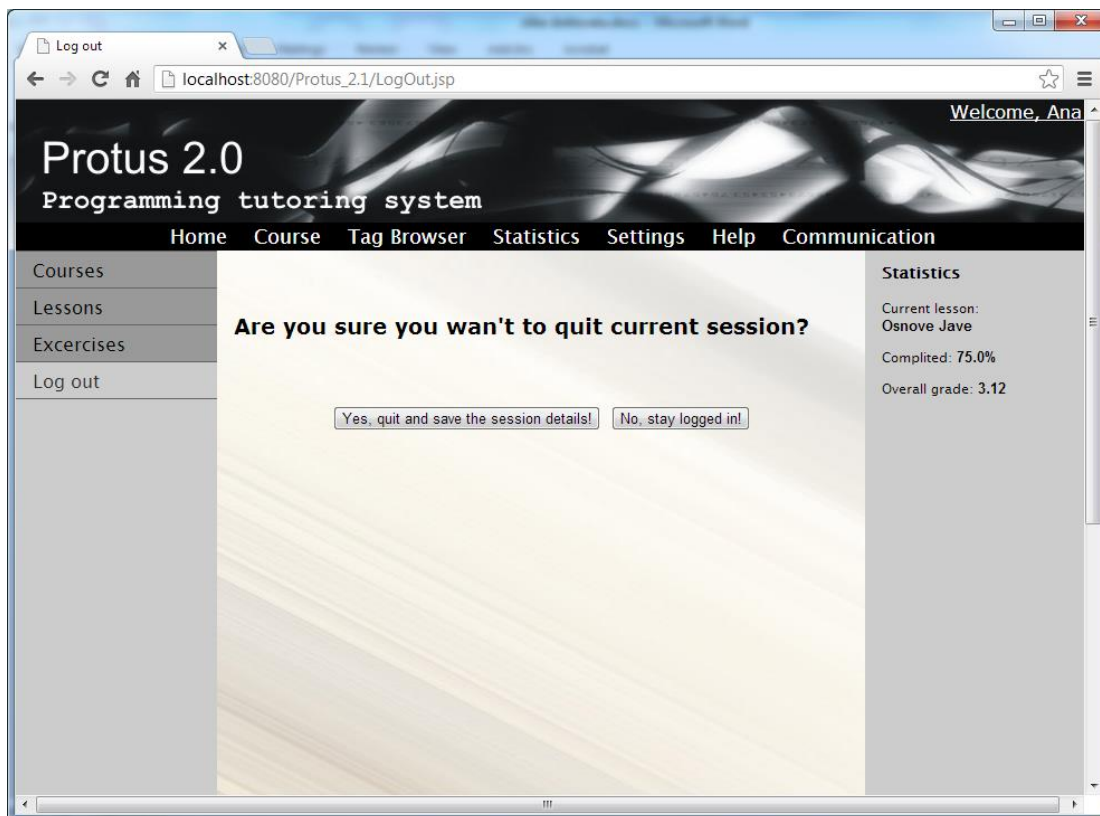 Log out
localhost:8080/Protus_2.1/LogOut.jsp
Welcome, Ana
Protus 2.0
Programming tutoring system
Home Course Tag Browser Statistics Settings Help Communication
Courses
Lessons
Excercises
Log out
Are you sure you wan't to quit current session?
Yes, quit and save the session details! No, stay logged in!
Statistics
Current lesson:
Osnove Jave
Complited: 75.0%
Overall grade: 3.12